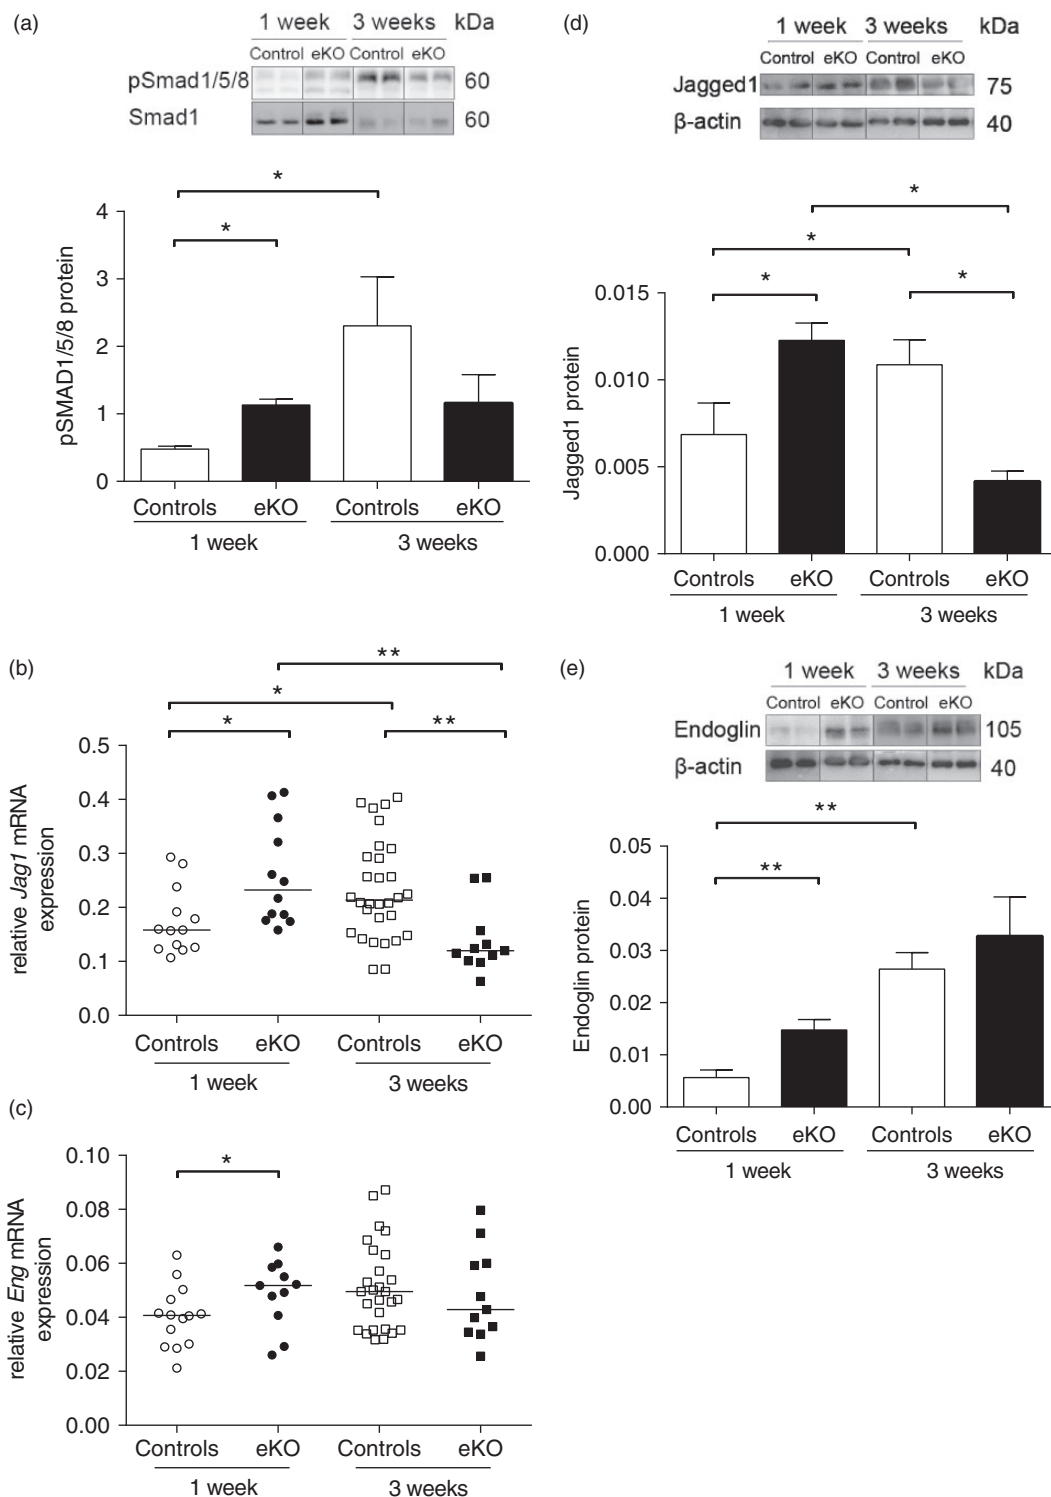 (a)
1 week 3 weeks kDa
Control eKO Control eKO
pSmad1/5/8 60
Smad1 60
* 
*
pSMAD1/5/8 protein
4
3
2
1
0
Controls eKO Controls eKO
1 week 3 weeks
(b)
**
*
* **
relative Jag1 mRNA
expression
0.5
0.4
0.3
0.2
0.1
0.0
Controls eKO Controls eKO
1 week 3 weeks
(c)
*
relative Eng mRNA
expression
0.10
0.08
0.06
0.04
0.02
0.00
Controls eKO Controls eKO
1 week 3 weeks
(d)
1 week 3 weeks kDa
Control eKO Control eKO
Jagged1 75
β-actin 40
*
*
* *
Jagged1 protein
0.015
0.010
0.005
0.000
Controls eKO Controls eKO
1 week 3 weeks
(e)
1 week 3 weeks kDa
Control eKO Control eKO
Endoglin 105
β-actin 40
**
**
Endoglin protein
0.05
0.04
0.03
0.02
0.01
0.00
Controls eKO Controls eKO
1 week 3 weeks